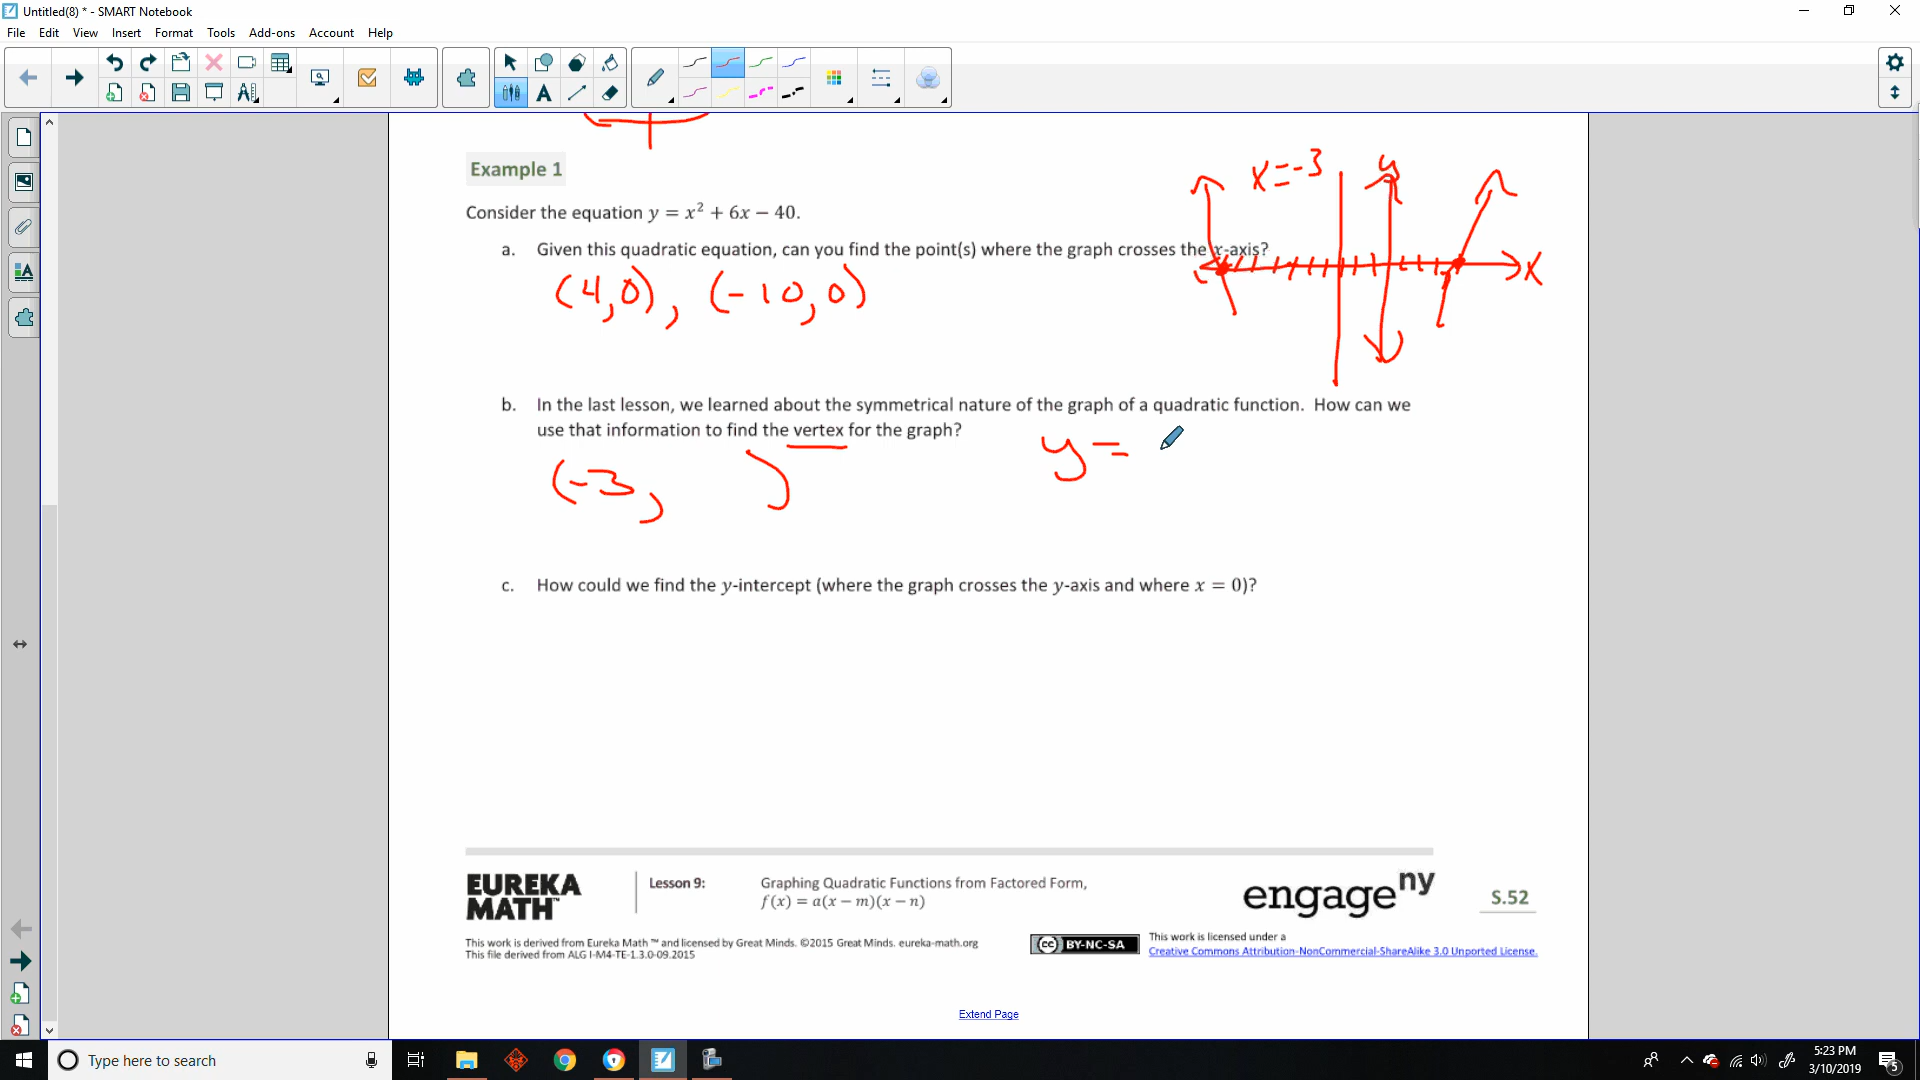 Untitled(8) * - SMART Notebook
File Edit View Insert Format Tools Add-ons Account Help
Example 1
x=-3
y
Consider the equation y = x² + 6x − 40.
a. Given this quadratic equation, can you find the point(s) where the graph crosses the x-axis?
x
(4,0), (-10,0)
b. In the last lesson, we learned about the symmetrical nature of the graph of a quadratic function. How can we
use that information to find the vertex for the graph?
y=
(-3, )
c. How could we find the y-intercept (where the graph crosses the y-axis and where x = 0)?
EUREKA
MATH™
Lesson 9:
Graphing Quadratic Functions from Factored Form,
f(x) = a(x − m)(x − n)
engageny
S.52
This work is derived from Eureka Math ™ and licensed by Great Minds. ©2015 Great Minds. eureka-math.org
This file derived from ALG I-M4-TE-1.3.0-09.2015
cc BY-NC-SA
This work is licensed under a
Creative Commons Attribution-NonCommercial-ShareAlike 3.0 Unported License.
Extend Page
Type here to search
5:23 PM
3/10/2019
5